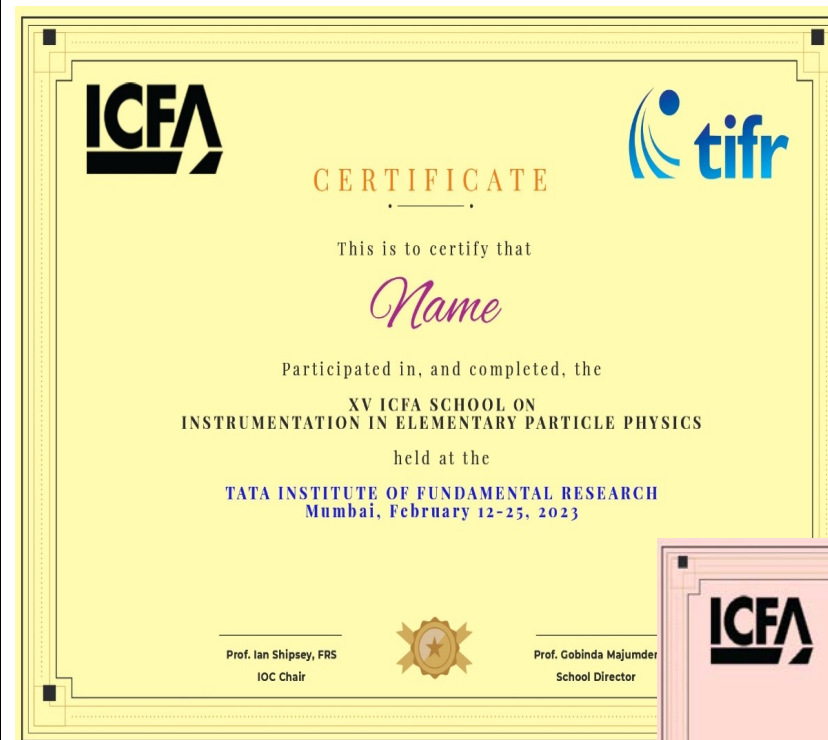 ICFA
tifr
CERTIFICATE
This is to certify that
Name
Participated in, and completed, the
XV ICFA SCHOOL ON
INSTRUMENTATION IN ELEMENTARY PARTICLE PHYSICS
held at the
TATA INSTITUTE OF FUNDAMENTAL RESEARCH
Mumbai, February 12-25, 2023
Prof. Ian Shipsey, FRS
IOC Chair
Prof. Gobinda Majumder
School Director
ICFA